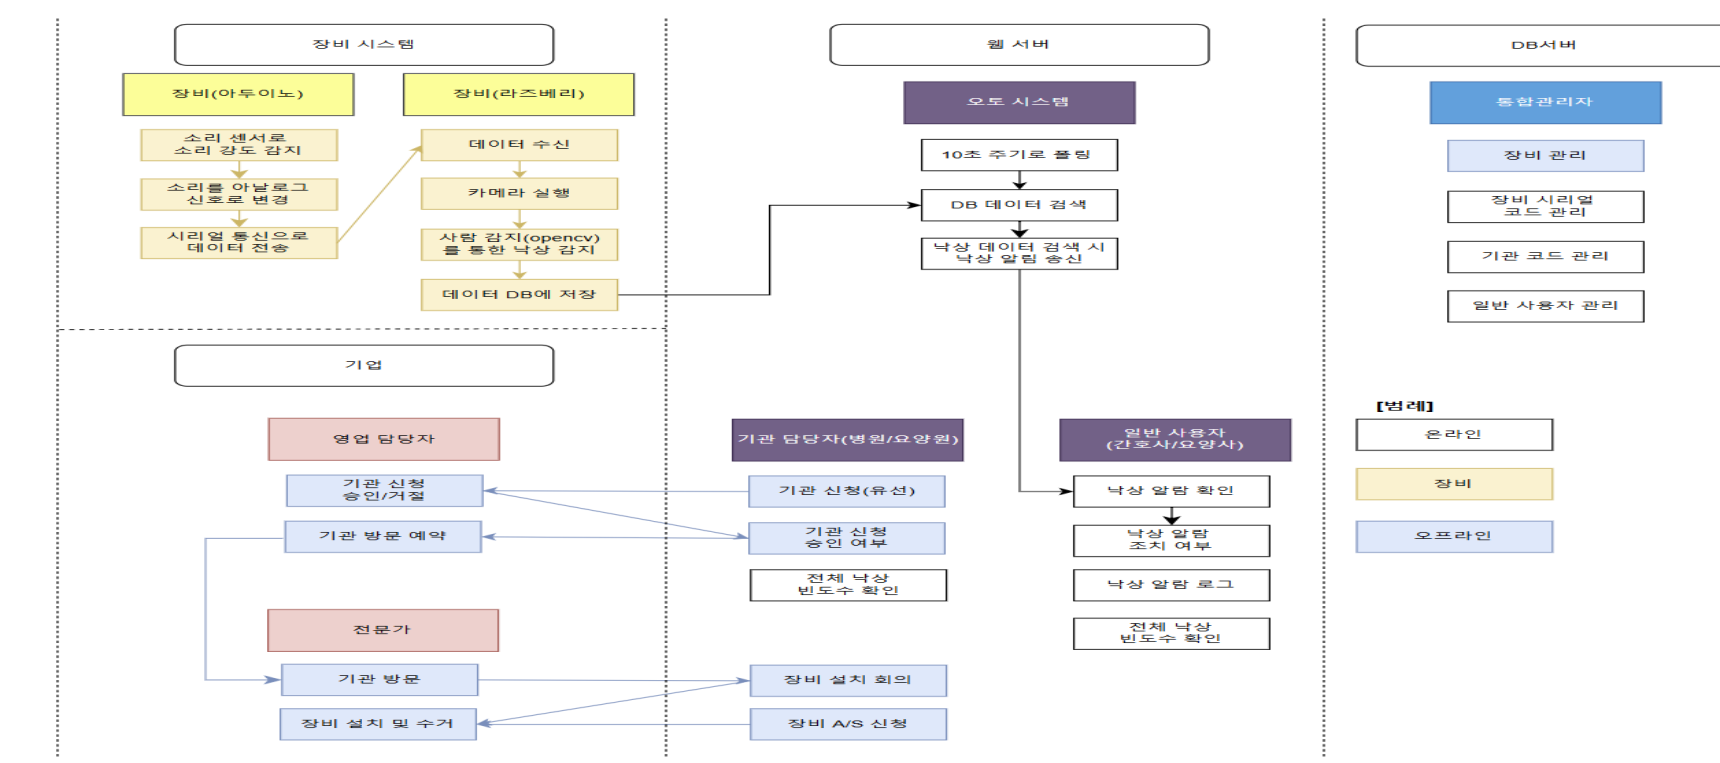 장비 시스템
장비(아두이노)
장비(라즈베리)
소리 센서로
소리 강도 감지
소리를 아날로그
신호로 변경
시리얼 통신으로
데이터 전송
데이터 수신
카메라 실행
사람 감지(opencv)
를 통한 낙상 감지
데이터 DB에 저장
기업
영업 담당자
기관 신청
승인/거절
기관 방문 예약
전문가
기관 방문
장비 설치 및 수거
웹 서버
오토 시스템
10초 주기로 폴링
DB 데이터 검색
낙상 데이터 검색 시
낙상 알림 송신
기관 담당자(병원/요양원)
기관 신청(유선)
기관 신청
승인 여부
전체 낙상
빈도수 확인
장비 설치 회의
장비 A/S 신청
일반 사용자
(간호사/요양사)
낙상 알람 확인
낙상 알람
조치 여부
낙상 알람 로그
전체 낙상
빈도수 확인
DB서버
통합관리자
장비 관리
장비 시리얼
코드 관리
기관 코드 관리
일반 사용자 관리
[범례]
온라인
장비
오프라인